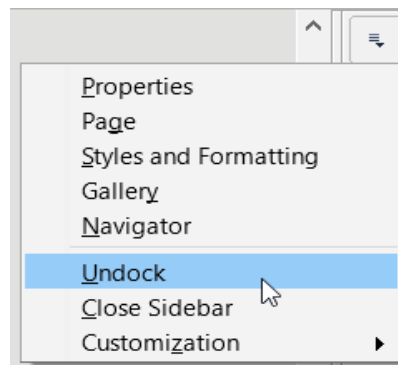 Properties
Page
Styles and Formatting
Gallery
Navigator
Undock
Close Sidebar
Customization